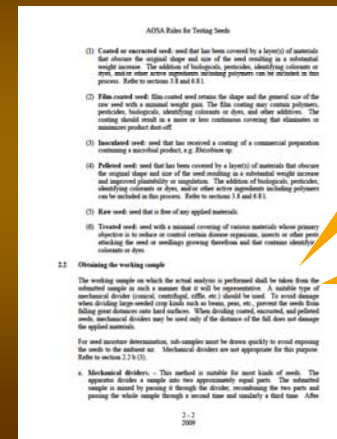 AOSA Rules for Testing Seeds
(1) Coated or encrusted seed: seed that has been covered by a layer(s) of materials
that obscure the original shape and size of the seed resulting in a substantial
weight increase. The addition of biologicals, pesticides, identifying colorants or
dyes, and/or other active ingredients including polymers can be included in this
process. Refer to sections 3.8 and 6.8 l.
(2) Film coated seed: film coated seed retains the shape and the general size of the
raw seed with a minimal weight gain. The film coating may contain polymers,
pesticides, biologicals, identifying colorants or dyes, and other additives. The
coating should result in a more or less continuous covering that eliminates or
minimizes product dust-off.
(3) Inoculated seed: seed that has received a coating of a commercial preparation
containing a microbial product, e.g. Rhizobium sp.
(4) Pelleted seed: seed that has been covered by a layer(s) of materials that obscure
the original shape and size of the seed resulting in a substantial weight increase
and improved plantability or singulation. The addition of biologicals, pesticides,
identifying colorants or dyes, and/or other active ingredients including polymers
can be included in this process. Refer to sections 3.8 and 6.8 l.
(5) Raw seed: seed that is free of any applied materials.
(6) Treated seed: seed with a minimal covering of various materials whose primary
objective is to reduce or control certain disease organisms, insects or other pests
attacking the seed or seedlings growing therefrom and that contains identifyi
colorants or dyes.
2.2 Obtaining the working sample
The working sample on which the actual analysis is performed shall be taken from the
submitted sample in such a manner that it will be representative. A suitable type of
mechanical divider (conical, centrifugal, riffle, etc.) should be used. To avoid damage
when dividing large-seeded crop kinds such as beans, peas, etc., prevent the seeds from
falling great distances onto hard surfaces. When dividing coated, encrusted, and pelleted
seeds, mechanical dividers may be used only if the distance of the fall does not damage
the applied materials.
For seed moisture determination, sub-samples must be drawn quickly to avoid exposing
the seeds to the ambient air. Mechanical dividers are not appropriate for this purpose.
Refer to section 2.2 b (3).
a. Mechanical dividers. - This method is suitable for most kinds of seeds. The
apparatus divides a sample into two approximately equal parts. The submitted
sample is mixed by passing it through the divider, recombining the two parts and
passing the whole sample through a second time and similarly a third time. After
2 - 2
2009